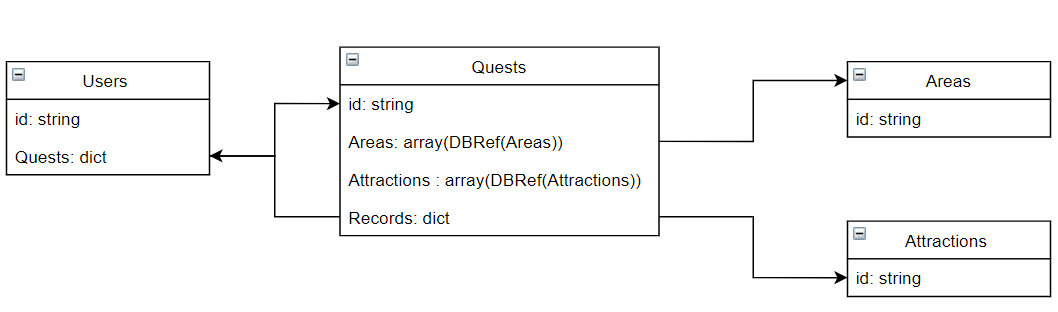 Users
id: string
Quests: dict
Quests
id: string
Areas: array(DBRef(Areas))
Attractions : array(DBRef(Attractions))
Records: dict
Areas
id: string
Attractions
id: string